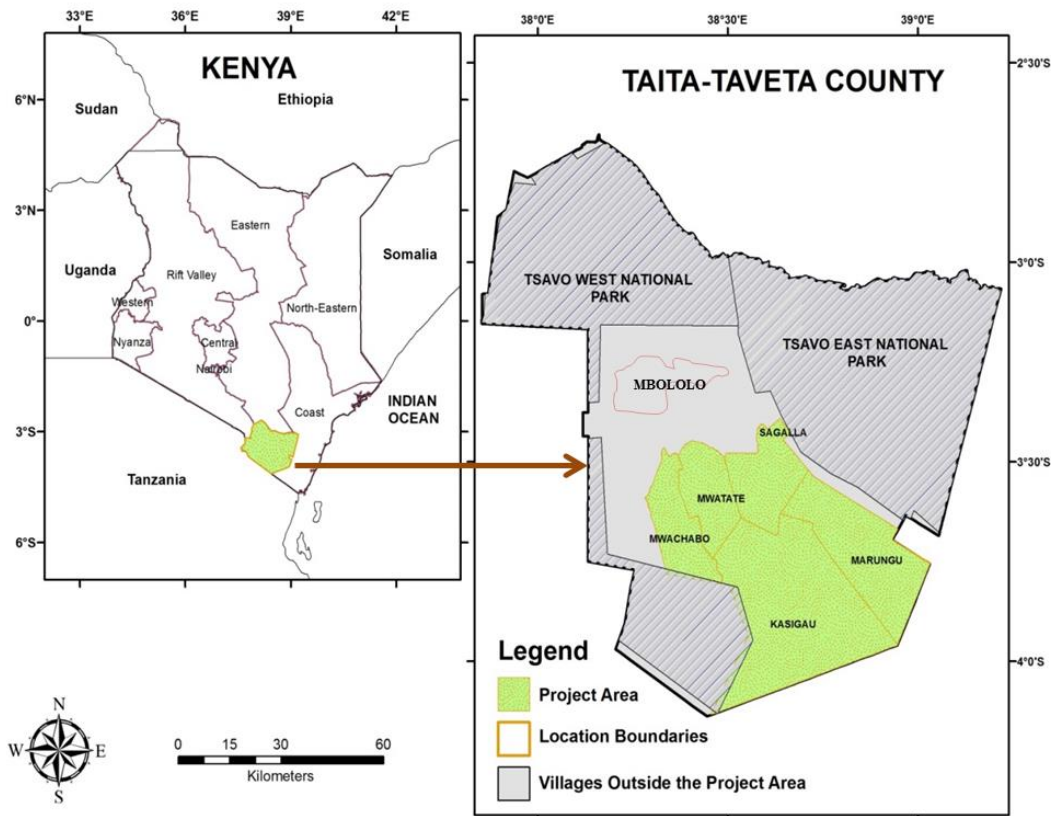 33°E 36°E 39°E 42°E
KENYA
Ethiopia
Sudan
6°N
3°N
0°
3°S
6°S
Eastern
Somalia
Uganda
Rift Valley
Western
North-Eastern
Nyanza
Central
Nairobi
Coast
INDIAN
OCEAN
Tanzania
N
W E
S
0 15 30 60
Kilometers
38°0'E 38°30'E 39°0'E
2°30'S
3°0'S
3°30'S
4°0'S
TAITA-TAVETA COUNTY
TSAVO WEST NATIONAL
PARK
TSAVO EAST NATIONAL
PARK
MBOLOLO
SAGALLA
MWATATE
MWACHABO
MARUNGU
KASIGAU
Legend
Project Area
Location Boundaries
Villages Outside the Project Area